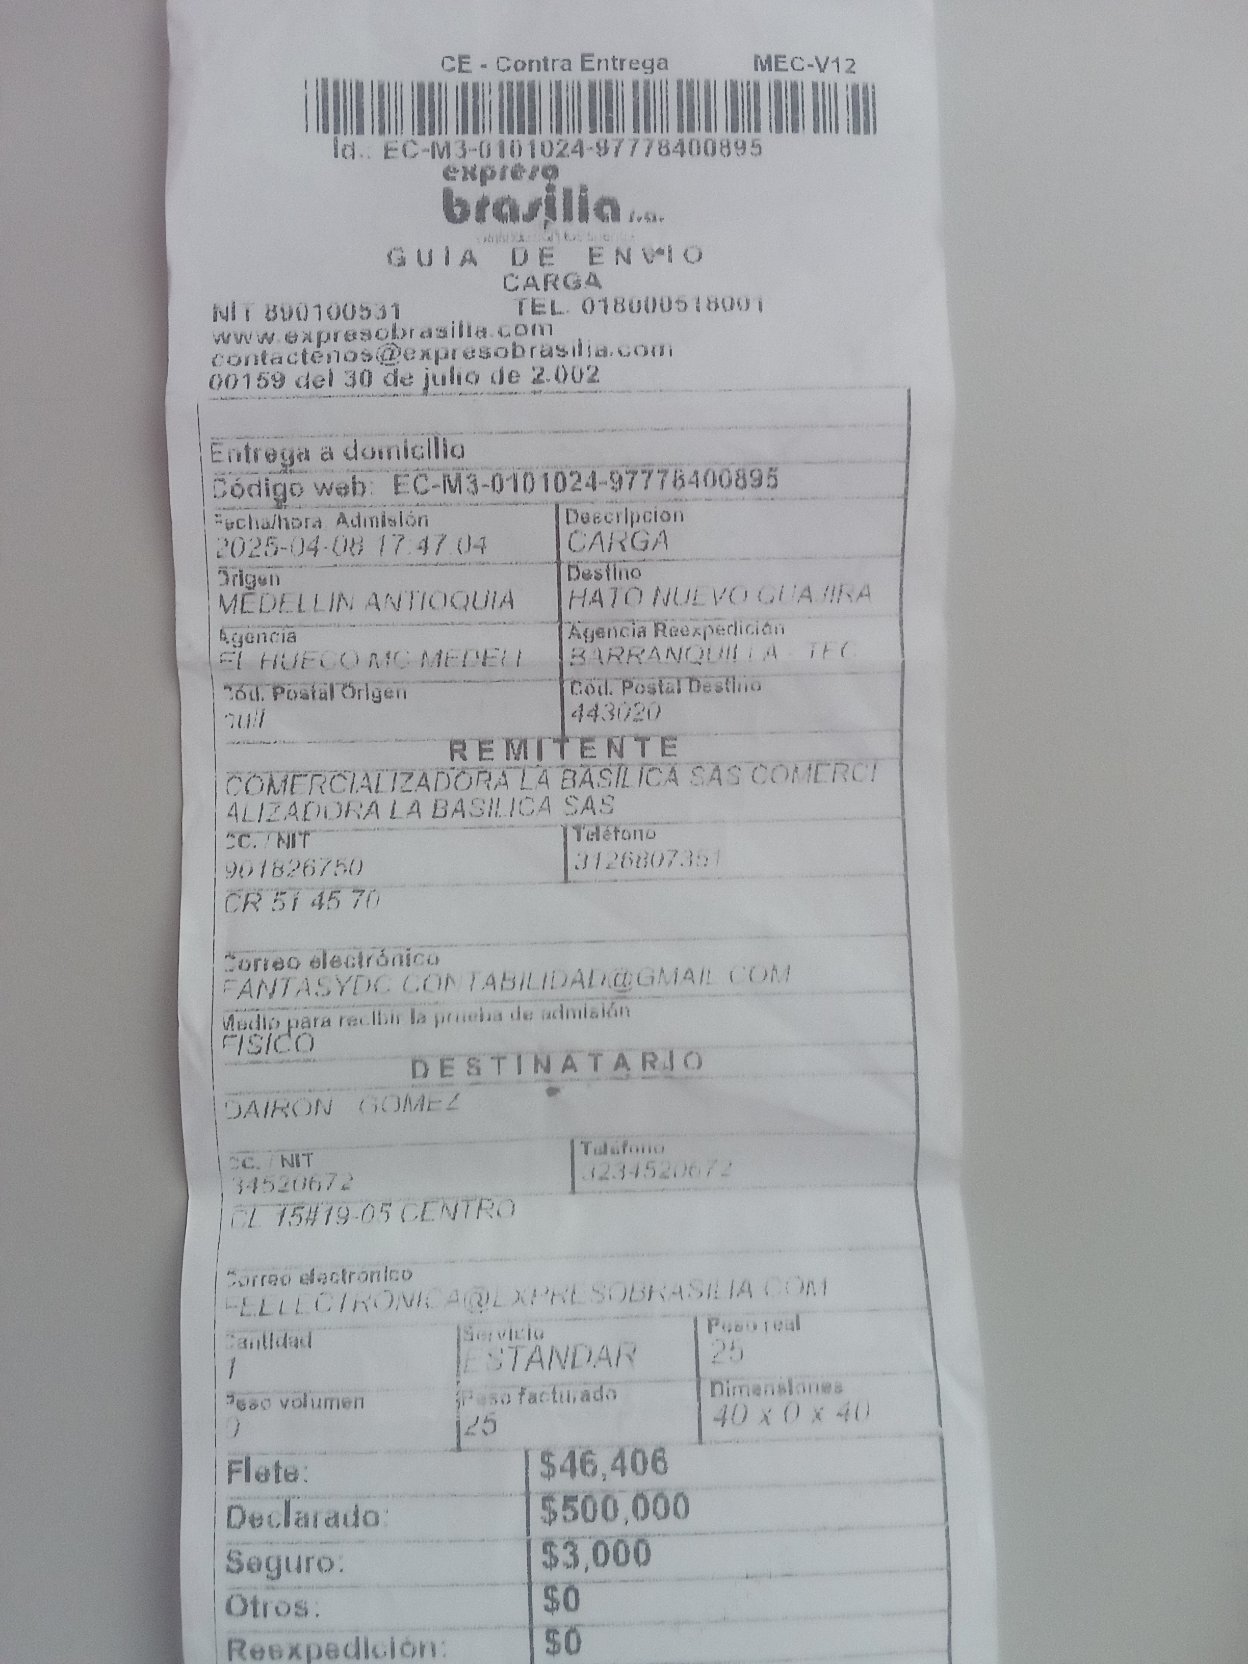 CE - Contra Entrega MEC-V12
Id.: EC-M3-0101024-97778400895
expreso
brasilia s.a.
GUIA DE ENVIO
CARGA
NIT 890100531 TEL. 018000518001
www.expresobrasilia.com
contactenos@expresobrasilia.com
00159 del 30 de julio de 2.002
Entrega a domicilio
Código web: EC-M3-0101024-97778400895
Fecha/hora Admisión Descripcion
2025-04-08 17:47:04 CARGA
Origen Destino
MEDELLIN ANTIOQUIA HATO NUEVO GUAJIRA
Agencia Agencia Reexpedición
EL HUECO MC MEDELL BARRANQUILLA - TEC
Cód. Postal Origen Cód. Postal Destino
null 443020
REMITENTE
COMERCIALIZADORA LA BASILICA SAS COMERCI
ALIZADORA LA BASILICA SAS
CC. / NIT Teléfono
901826750 3126807351
CR 51 45 70
Correo electrónico
FANTASYDC.CONTABILIDAD@GMAIL.COM
Medio para recibir la prueba de admisión
FISICO
DESTINATARIO
DAIRON GOMEZ
CC. / NIT Teléfono
34520672 3234520672
CL 15#19-05 CENTRO
Correo electrónico
FEELECTRONICA@EXPRESOBRASILIA.COM
Cantidad Servicio Peso real
1 ESTANDAR 25
Peso volumen Peso facturado Dimensiones
0 25 40 x 0 x 40
Flete: $46,406
Declarado: $500,000
Seguro: $3,000
Otros: $0
Reexpedición: $0